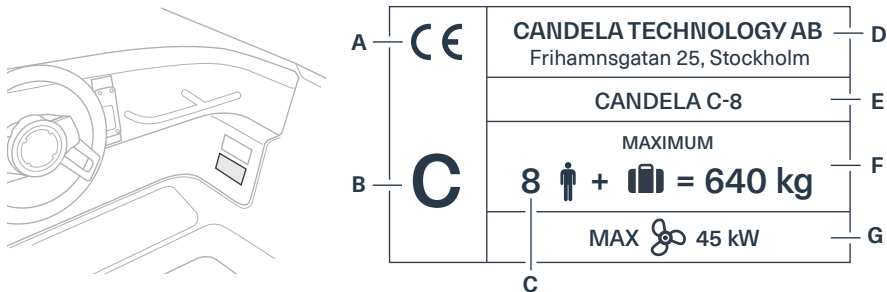 A
CE
CANDELA TECHNOLOGY AB
Frihamnsgatan 25, Stockholm
D
CANDELA C-8
E
B
C
MAXIMUM
8 + = 640 kg
F
MAX 45 kW
G
C